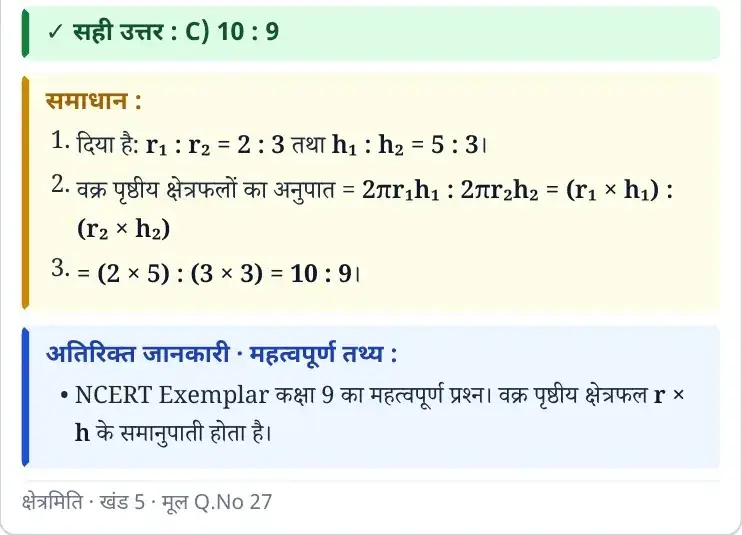 ✓ सही उत्तर : C) 10 : 9
समाधान :
1. दिया है: r₁ : r₂ = 2 : 3 तथा h₁ : h₂ = 5 : 3।
2. वक्र पृष्ठीय क्षेत्रफलों का अनुपात = 2πr₁h₁ : 2πr₂h₂ = (r₁ × h₁) :
(r₂ × h₂)
3. = (2 × 5) : (3 × 3) = 10 : 9।
अतिरिक्त जानकारी · महत्वपूर्ण तथ्य :
• NCERT Exemplar कक्षा 9 का महत्वपूर्ण प्रश्न। वक्र पृष्ठीय क्षेत्रफल r ×
h के समानुपाती होता है।
क्षेत्रमिति · खंड 5 · मूल Q.No 27